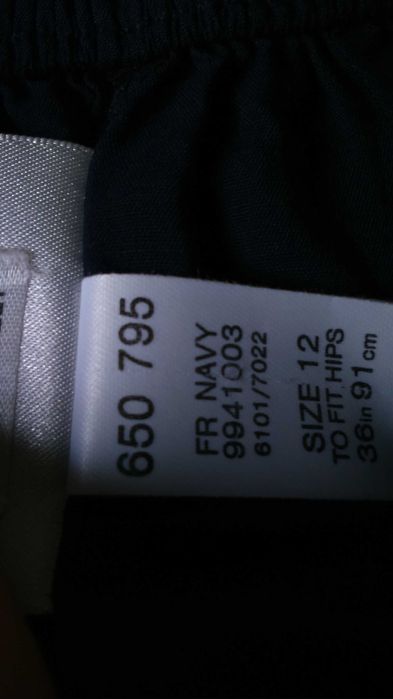 650 795
FR NAVY
9941003
6101/7022
SIZE 12
TO FIT HIPS
36in 91cm